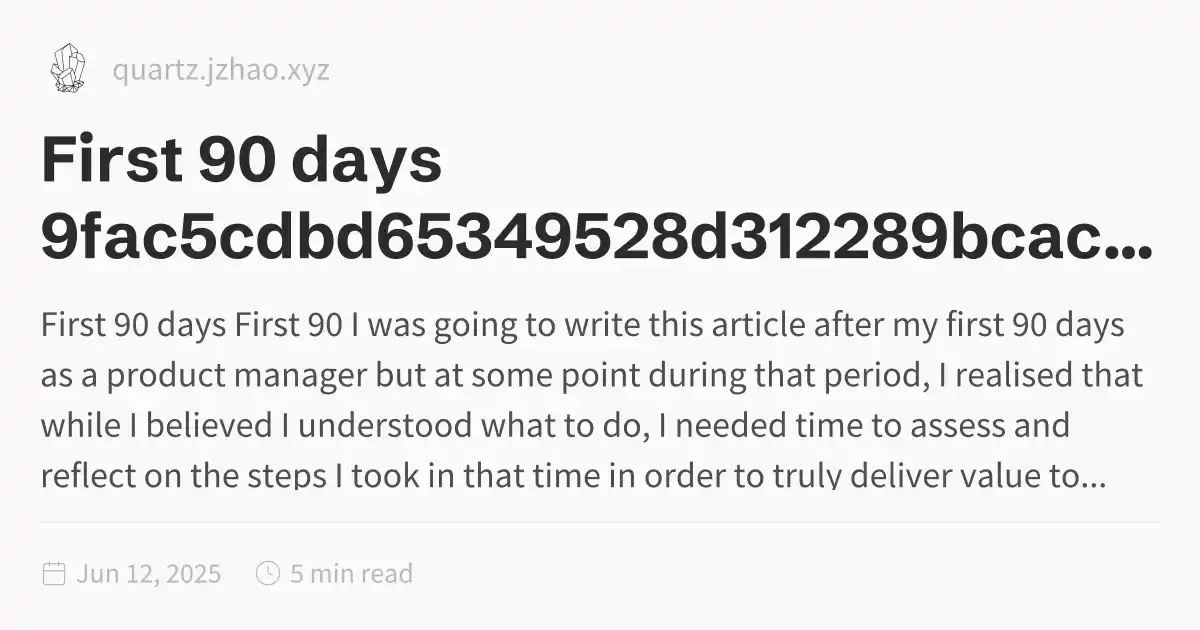 quartz.jzhao.xyz
First 90 days
9fac5cdbd65349528d312289bcac...
First 90 days First 90 I was going to write this article after my first 90 days
as a product manager but at some point during that period, I realised that
while I believed I understood what to do, I needed time to assess and
reflect on the steps I took in that time in order to truly deliver value to...
Jun 12, 2025 5 min read